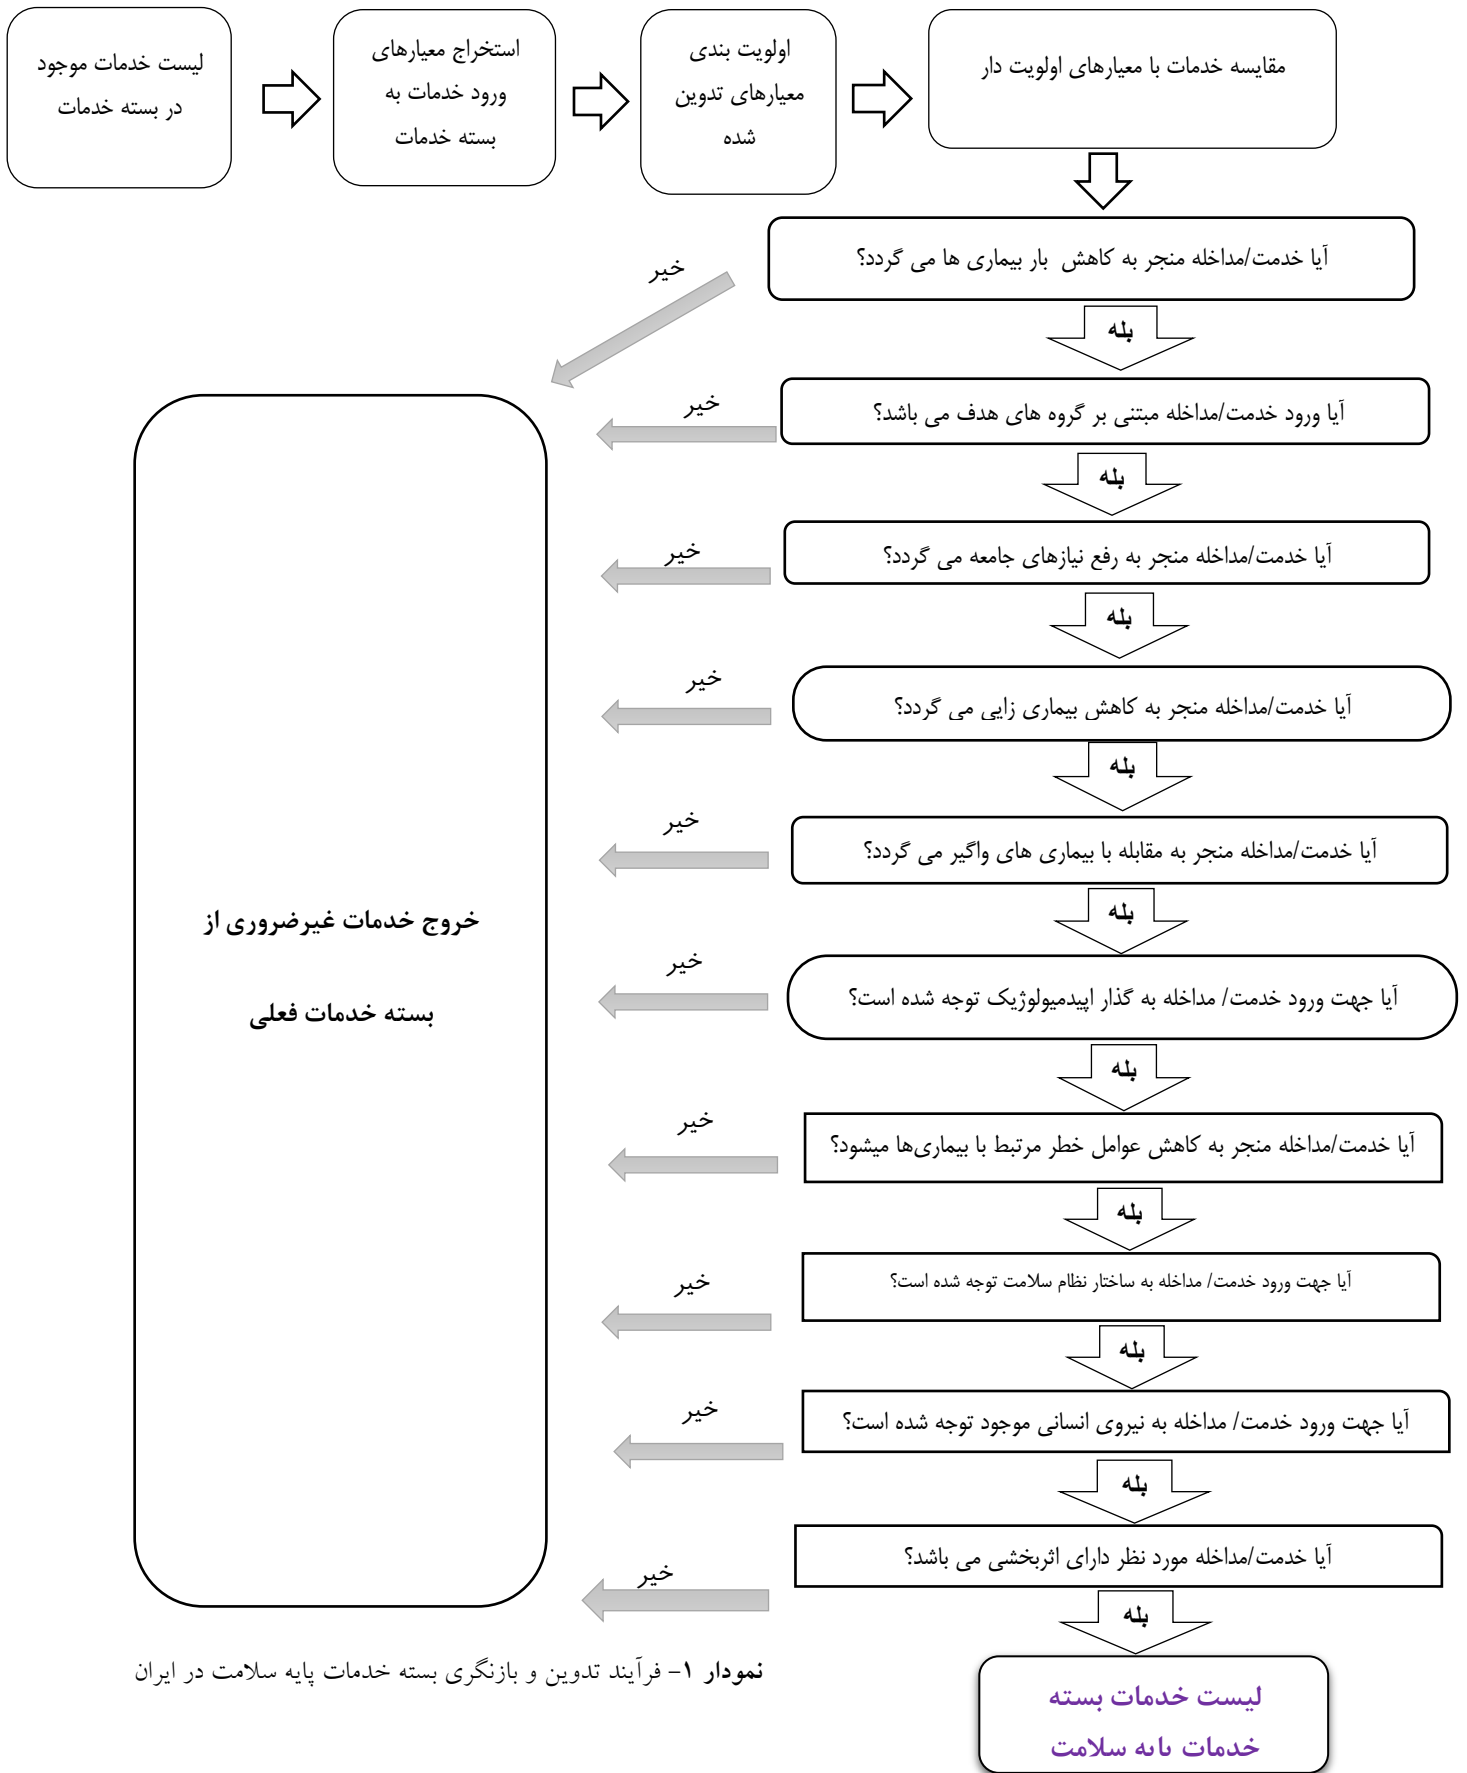 لیست خدمات موجود
در بسته خدمات
استخراج معیارهای
ورود خدمات به
بسته خدمات
اولویت بندی
معیارهای تدوین
شده
مقایسه خدمات با معیارهای اولویت دار
آیا خدمت/مداخله منجر به کاهش بار بیماری ها می گردد؟
خیر
بله
آیا ورود خدمت/مداخله مبتنی بر گروه های هدف می باشد؟
خیر
بله
آیا خدمت/مداخله منجر به رفع نیازهای جامعه می گردد؟
خیر
بله
آیا خدمت/مداخله منجر به کاهش بیماری زایی می گردد؟
خیر
بله
آیا خدمت/مداخله منجر به مقابله با بیماری های واگیر می گردد؟
خیر
بله
آیا جهت ورود خدمت/ مداخله به گذار اپیدمیولوژیک توجه شده است؟
خیر
بله
آیا خدمت/مداخله منجر به کاهش عوامل خطر مرتبط با بیماری‌ها میشود؟
خیر
بله
آیا جهت ورود خدمت/ مداخله به ساختار نظام سلامت توجه شده است؟
خیر
بله
آیا جهت ورود خدمت/ مداخله به نیروی انسانی موجود توجه شده است؟
خیر
بله
آیا خدمت/مداخله مورد نظر دارای اثربخشی می باشد؟
خیر
بله
خروج خدمات غیرضروری از
بسته خدمات فعلی
لیست خدمات بسته
خدمات پایه سلامت
نمودار ۱- فرآیند تدوین و بازنگری بسته خدمات پایه سلامت در ایران